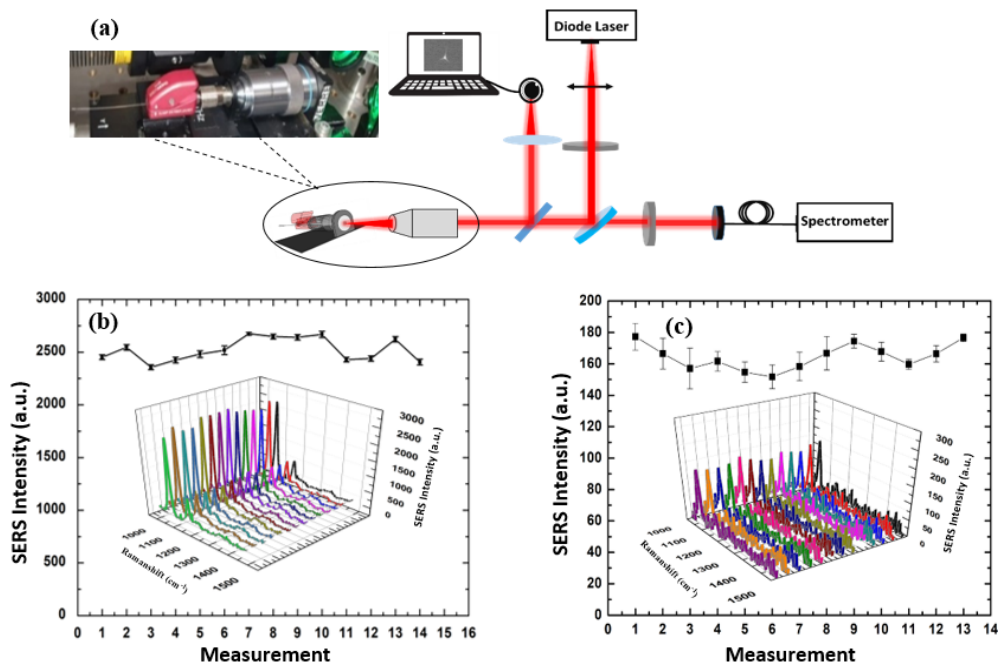 (a)
Diode Laser
Spectrometer
(b)
3000
2500
2000
1500
1000
500
0
SERS Intensity (a.u.)
0 1 2 3 4 5 6 7 8 9 10 11 12 13 14 15 16
Measurement
3000
2500
2000
1500
1000
500
0
SERS Intensity (a.u.)
1000
1100
1200
1300
1400
1500
Ramanshift (cm⁻¹)
(c)
200
180
160
140
120
100
80
60
40
20
0
SERS Intensity (a.u.)
0 1 2 3 4 5 6 7 8 9 10 11 12 13 14
Measurement
300
250
200
150
100
50
0
SERS Intensity (a.u.)
1000
1100
1200
1300
1400
1500
Ramanshift (cm⁻¹)